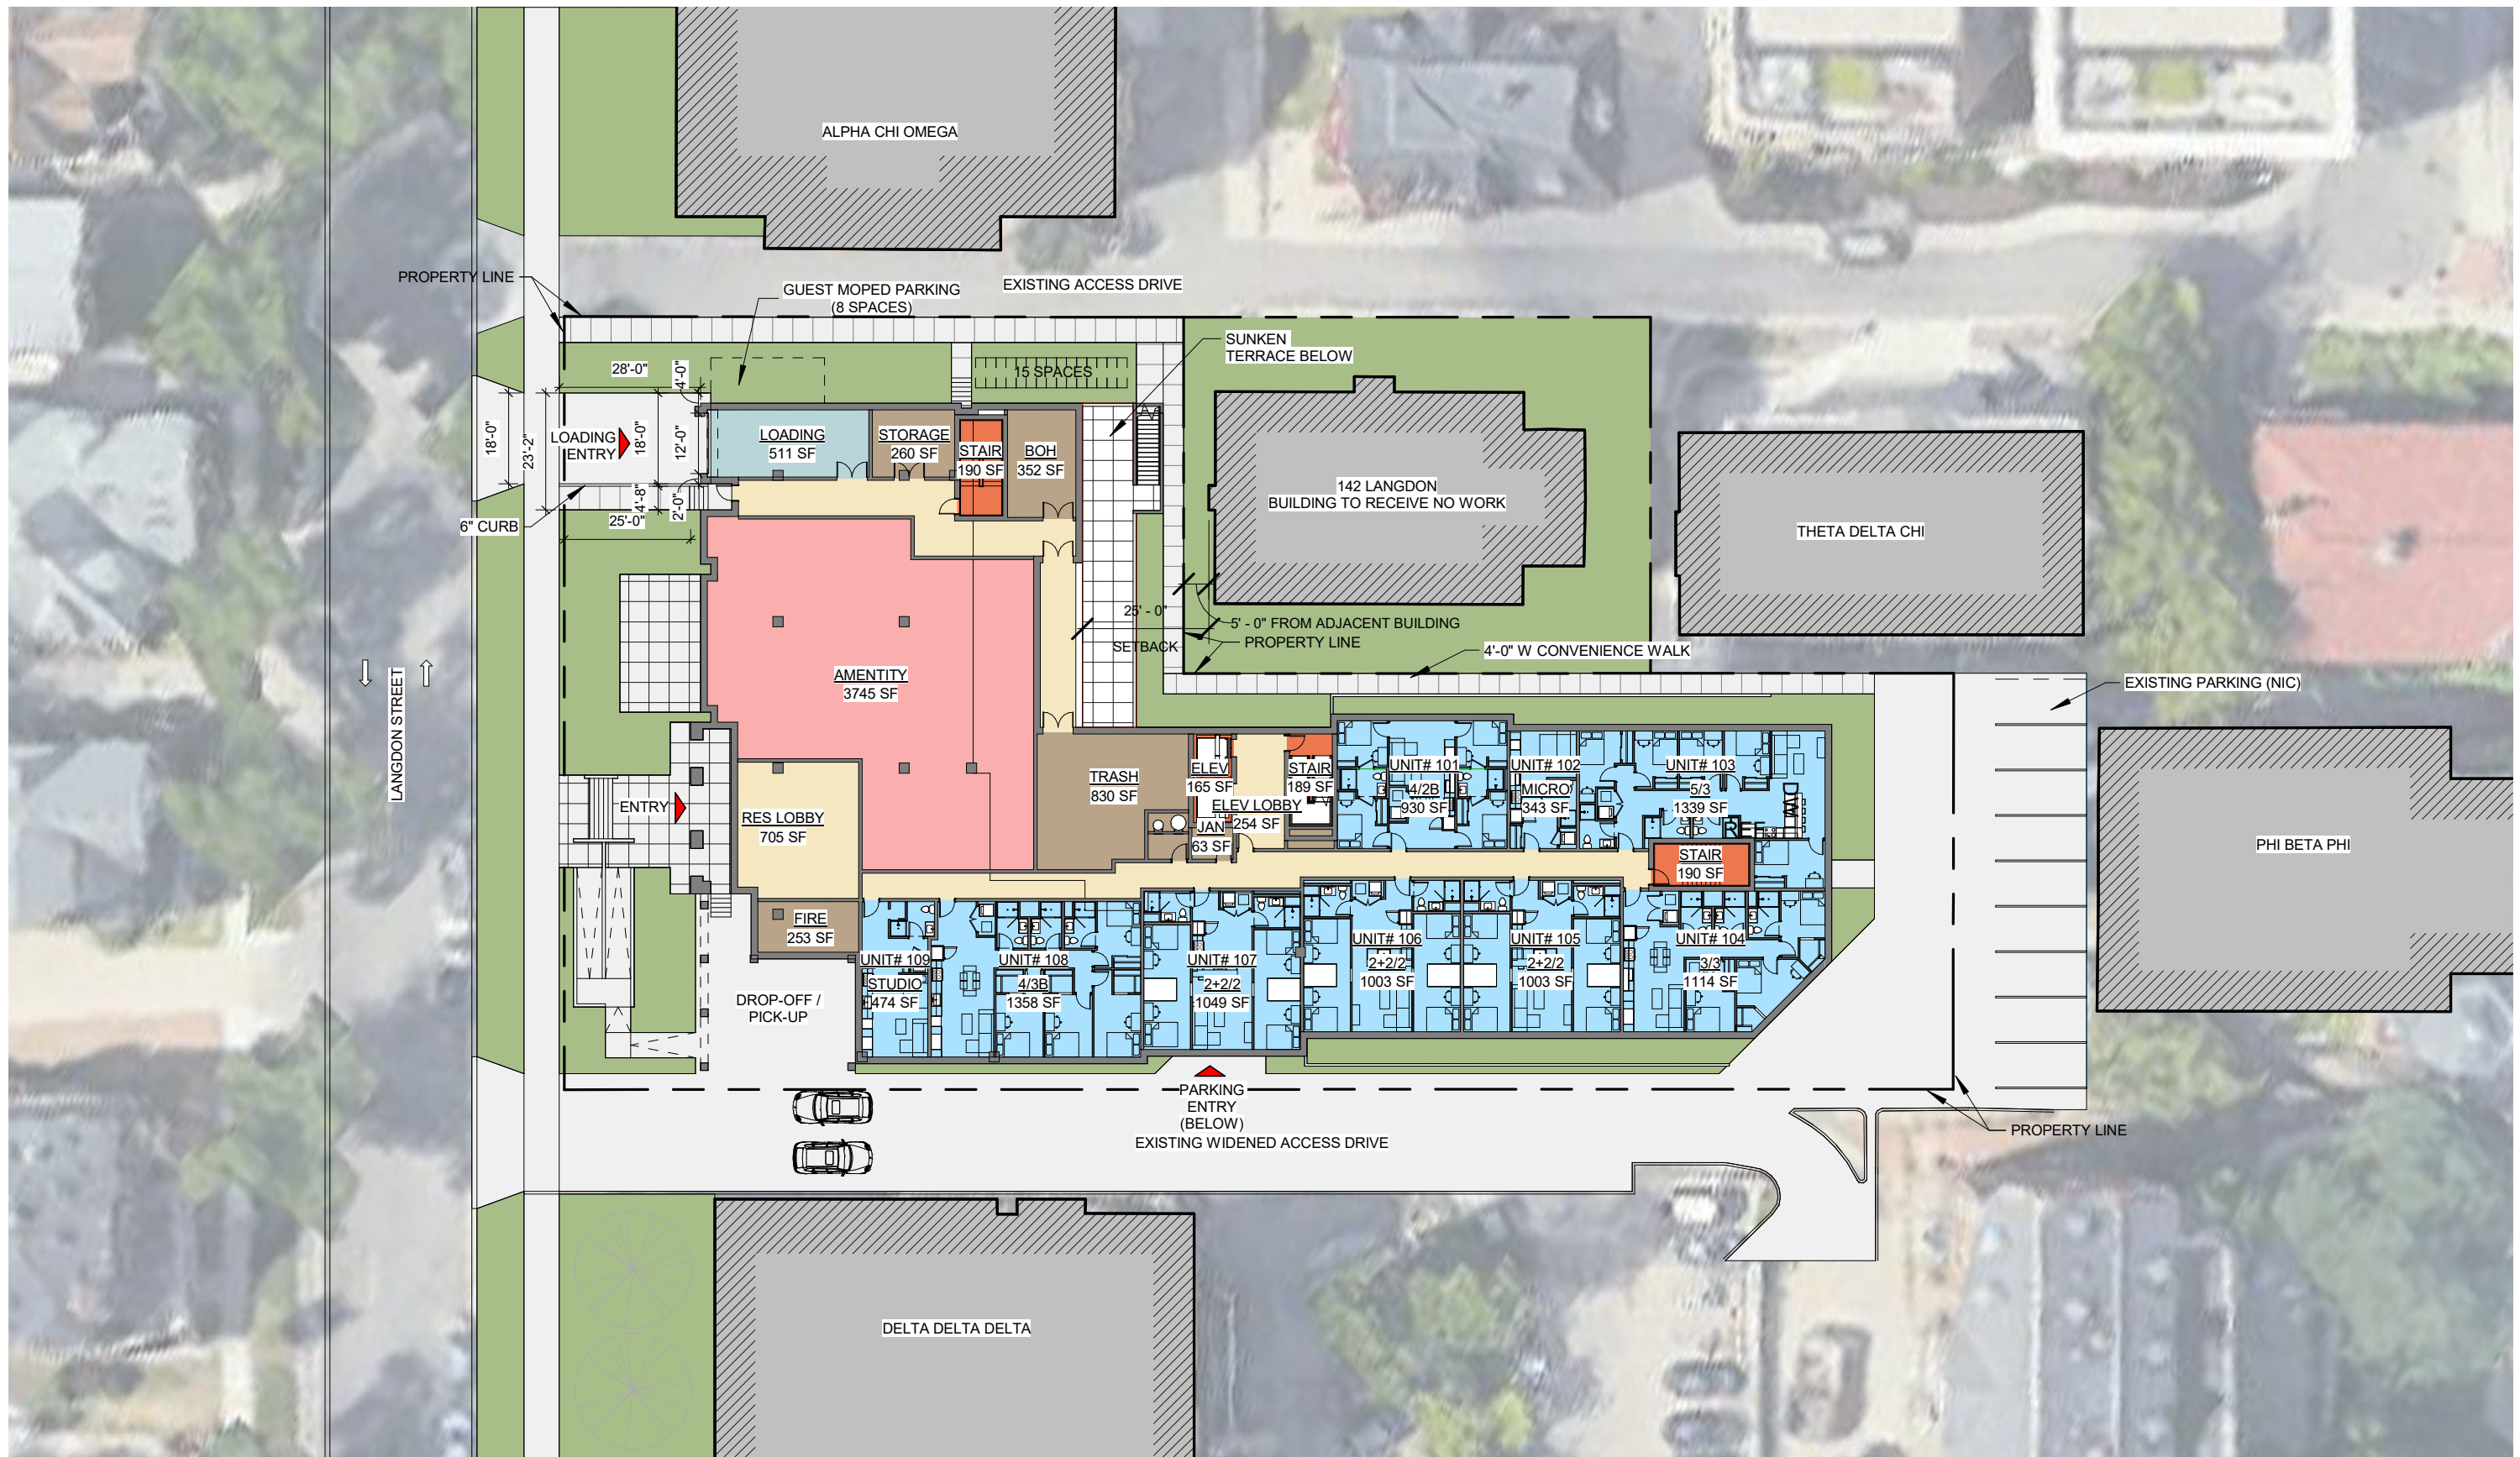 ALPHA CHI OMEGA
PROPERTY LINE
GUEST MOPED PARKING
(8 SPACES)
EXISTING ACCESS DRIVE
SUNKEN
TERRACE BELOW
28'-0"
4'-0"
15 SPACES
18'-0"
23'-2"
LOADING
ENTRY
18'-0"
12'-0"
LOADING
511 SF
STORAGE
260 SF
STAIR
190 SF
BOH
352 SF
142 LANGDON
BUILDING TO RECEIVE NO WORK
THETA DELTA CHI
6" CURB
4'-8"
2'-0"
25'-0"
25' - 0"
SETBACK
5' - 0" FROM ADJACENT BUILDING
PROPERTY LINE
4'-0" W CONVENIENCE WALK
EXISTING PARKING (NIC)
LANGDON STREET
AMENTITY
3745 SF
ENTRY
RES LOBBY
705 SF
TRASH
830 SF
ELEV
165 SF
ELEV LOBBY
254 SF
JAN
63 SF
STAIR
189 SF
UNIT# 101
4/2B
930 SF
UNIT# 102
MICRO
343 SF
UNIT# 103
5/3
1339 SF
STAIR
190 SF
PHI BETA PHI
FIRE
253 SF
UNIT# 109
STUDIO
474 SF
UNIT# 108
4/3B
1358 SF
UNIT# 107
2+2/2
1049 SF
UNIT# 106
2+2/2
1003 SF
UNIT# 105
2+2/2
1003 SF
UNIT# 104
3/3
1114 SF
DROP-OFF /
PICK-UP
PARKING
ENTRY
(BELOW)
EXISTING WIDENED ACCESS DRIVE
PROPERTY LINE
DELTA DELTA DELTA